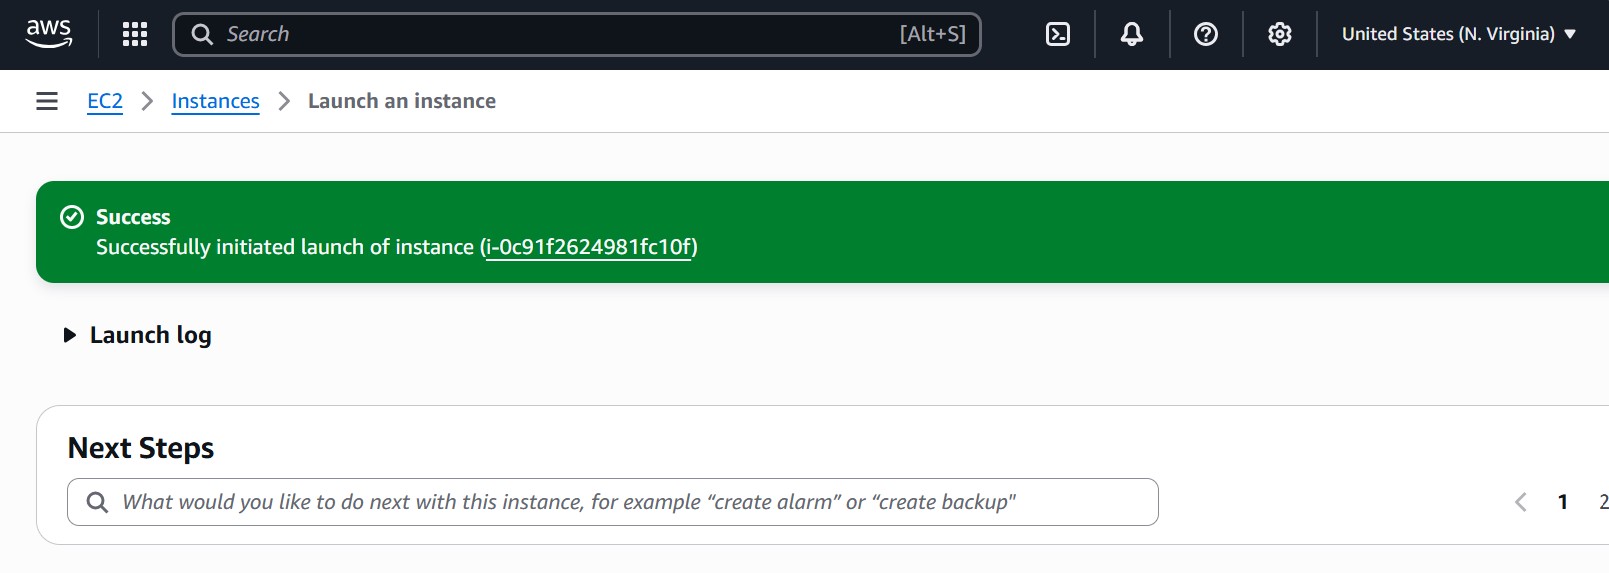 aws
Search [Alt+S] United States (N. Virginia)
EC2 Instances Launch an instance
Success
Successfully initiated launch of instance (i-0c91f2624981fc10f)
Launch log
Next Steps
What would you like to do next with this instance, for example “create alarm” or “create backup"
1 2